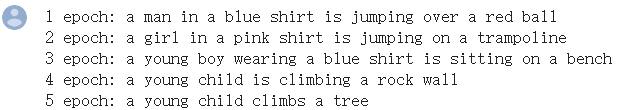 1 epoch: a man in a blue shirt is jumping over a red ball
2 epoch: a girl in a pink shirt is jumping on a trampoline
3 epoch: a young boy wearing a blue shirt is sitting on a bench
4 epoch: a young child is climbing a rock wall
5 epoch: a young child climbs a tree